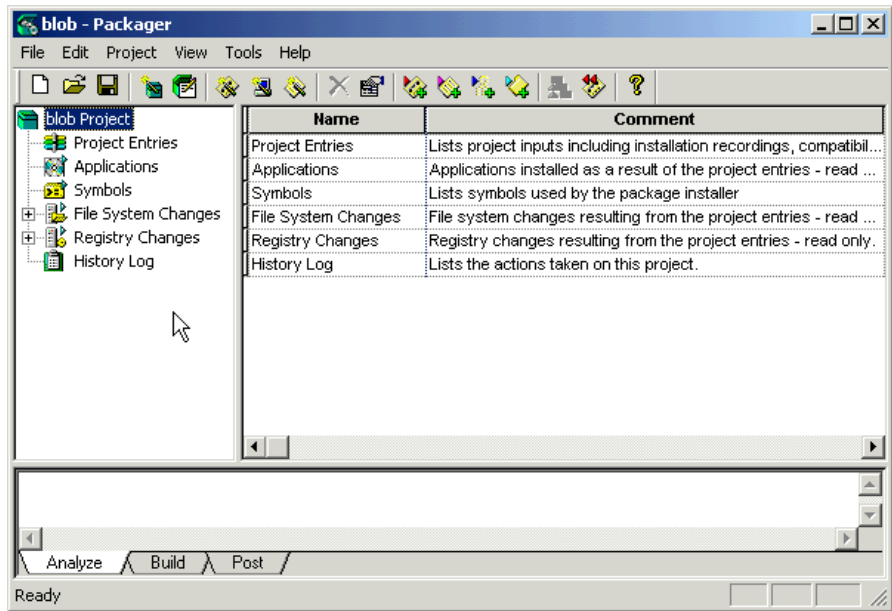 blob - Packager
File Edit Project View Tools Help
blob Project
Project Entries
Applications
Symbols
File System Changes
Registry Changes
History Log
Name Comment
Project Entries Lists project inputs including installation recordings, compatibil...
Applications Applications installed as a result of the project entries - read ...
Symbols Lists symbols used by the package installer
File System Changes File system changes resulting from the project entries - read ...
Registry Changes Registry changes resulting from the project entries - read only.
History Log Lists the actions taken on this project.
Analyze Build Post
Ready